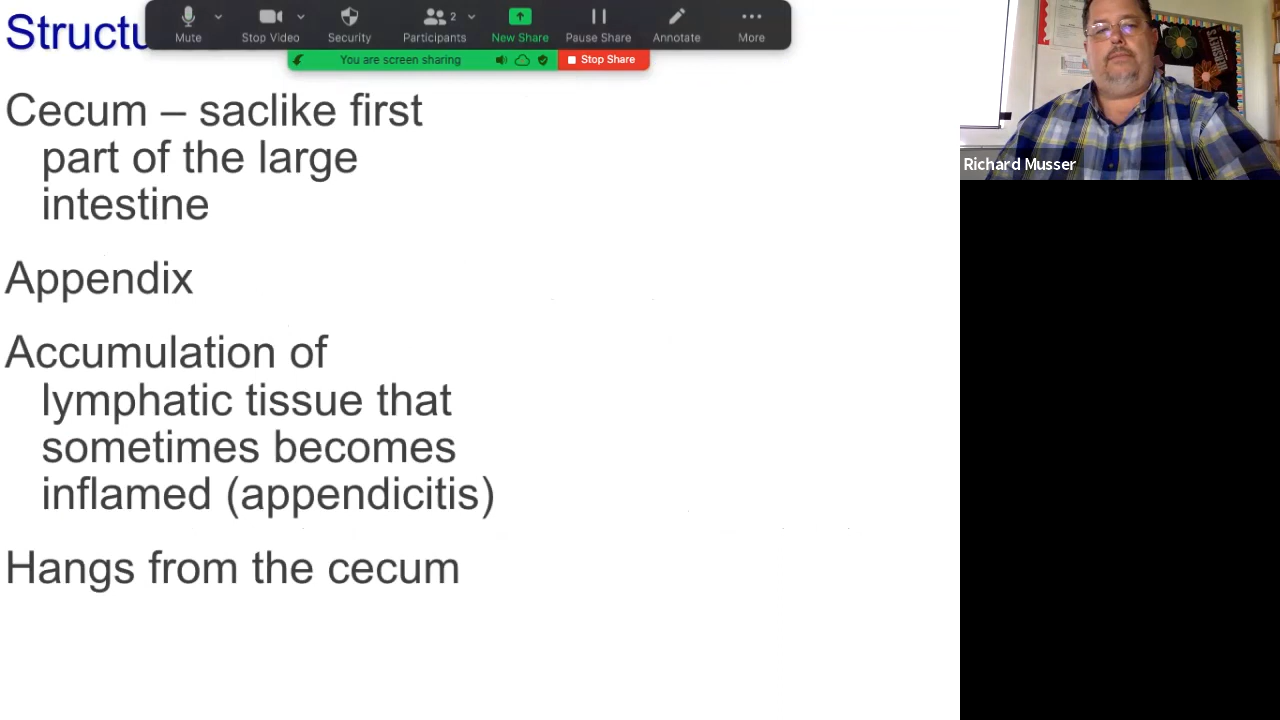 Structu
Mute
Stop Video
Security
Participants
2
New Share
Pause Share
Annotate
More
You are screen sharing
Stop Share
Cecum – saclike first
part of the large
intestine
Appendix
Accumulation of
lymphatic tissue that
sometimes becomes
inflamed (appendicitis)
Hangs from the cecum
HERSHEY'S
Richard Musser